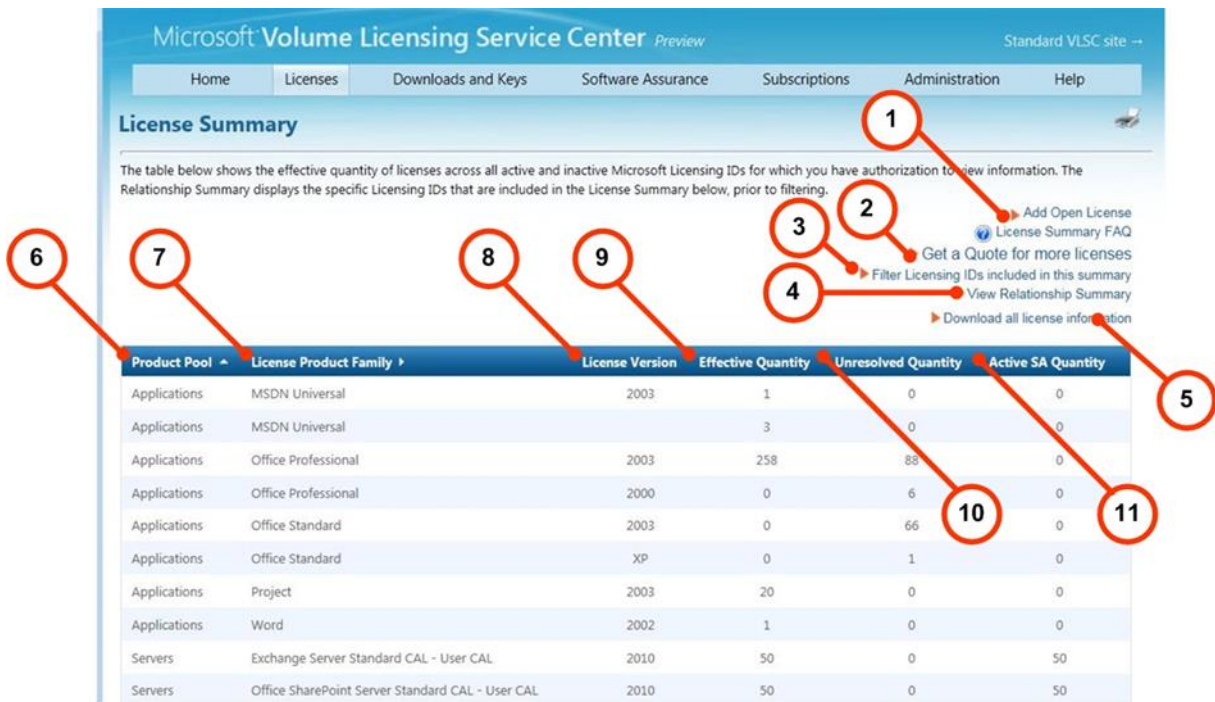 Microsoft Volume Licensing Service Center Preview
Standard VLSC site →
Home Licenses Downloads and Keys Software Assurance Subscriptions Administration Help
License Summary
The table below shows the effective quantity of licenses across all active and inactive Microsoft Licensing IDs for which you have authorization to view information. The
Relationship Summary displays the specific Licensing IDs that are included in the License Summary below, prior to filtering.
1
Add Open License
License Summary FAQ
2
Get a Quote for more licenses
3
Filter Licensing IDs included in this summary
4
View Relationship Summary
Download all license information
5
6
7
8
9
Product Pool License Product Family License Version Effective Quantity Unresolved Quantity Active SA Quantity
Applications MSDN Universal 2003 1 0 0
Applications MSDN Universal 3 0 0
Applications Office Professional 2003 258 88 0
Applications Office Professional 2000 0 6 0
Applications Office Standard 2003 0 66 0
Applications Office Standard XP 0 1 0
Applications Project 2003 20 0 0
Applications Word 2002 1 0 0
Servers Exchange Server Standard CAL - User CAL 2010 50 0 50
Servers Office SharePoint Server Standard CAL - User CAL 2010 50 0 50
10
11